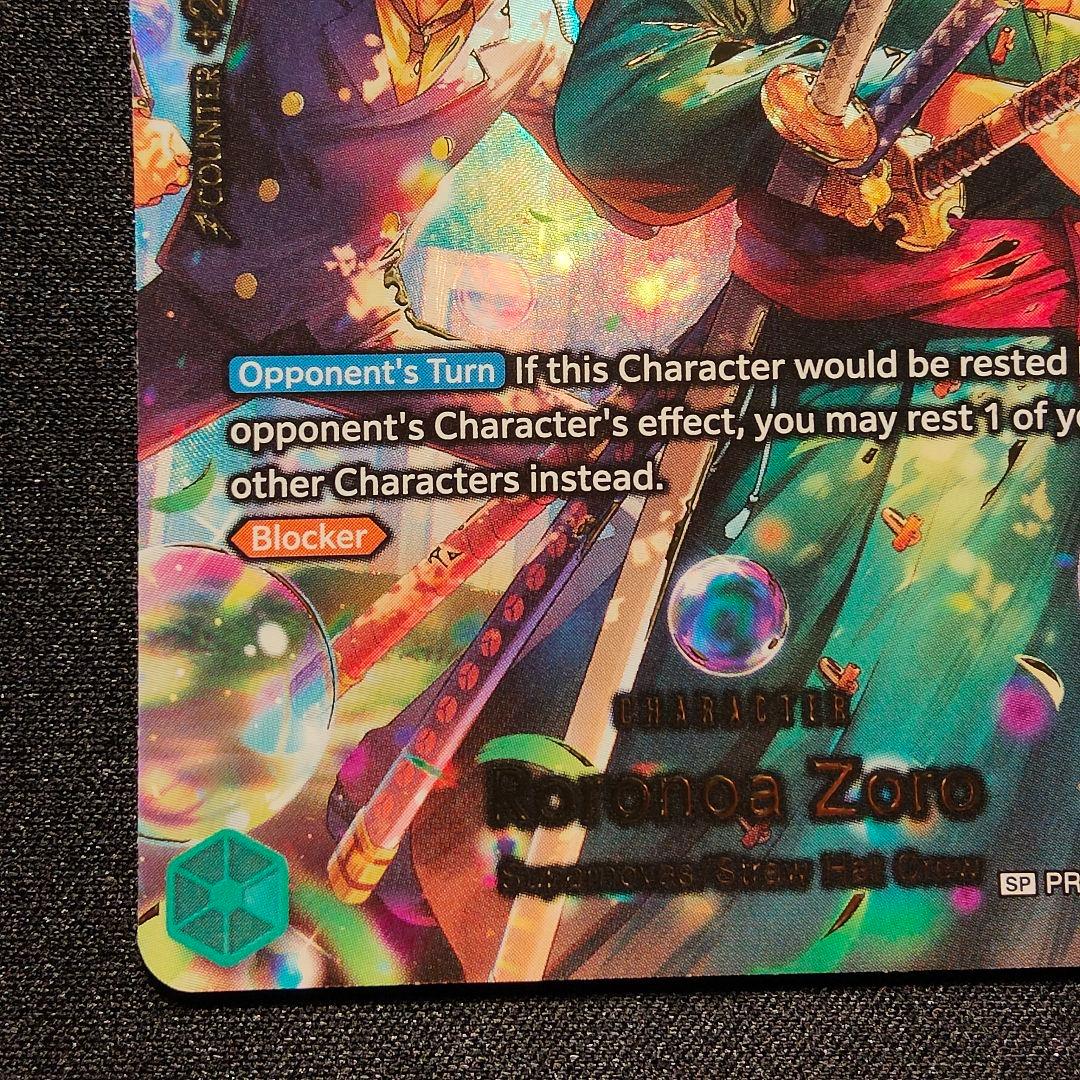 COUNTER +2
Opponent's Turn If this Character would be rested
opponent's Character's effect, you may rest 1 of
other Characters instead.
Blocker
CHARACTER
Roronoa Zoro
Supernovas/Straw Hat Crew
SP PR